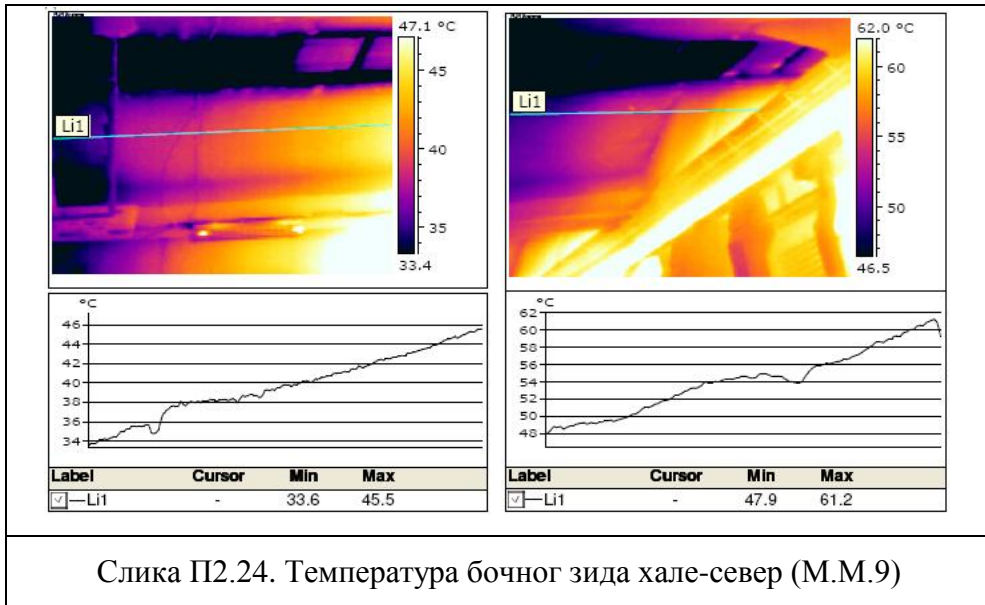 47.1 °C
45
40
35
33.4
Li1
62.0 °C
60
55
50
46.5
Li1
°C
46
44
42
40
38
36
34
Label Cursor Min Max
Li1 - 33.6 45.5
°C
62
60
58
56
54
52
50
48
Label Cursor Min Max
Li1 - 47.9 61.2
Слика П2.24. Температура бочног зида хале-север (М.М.9)